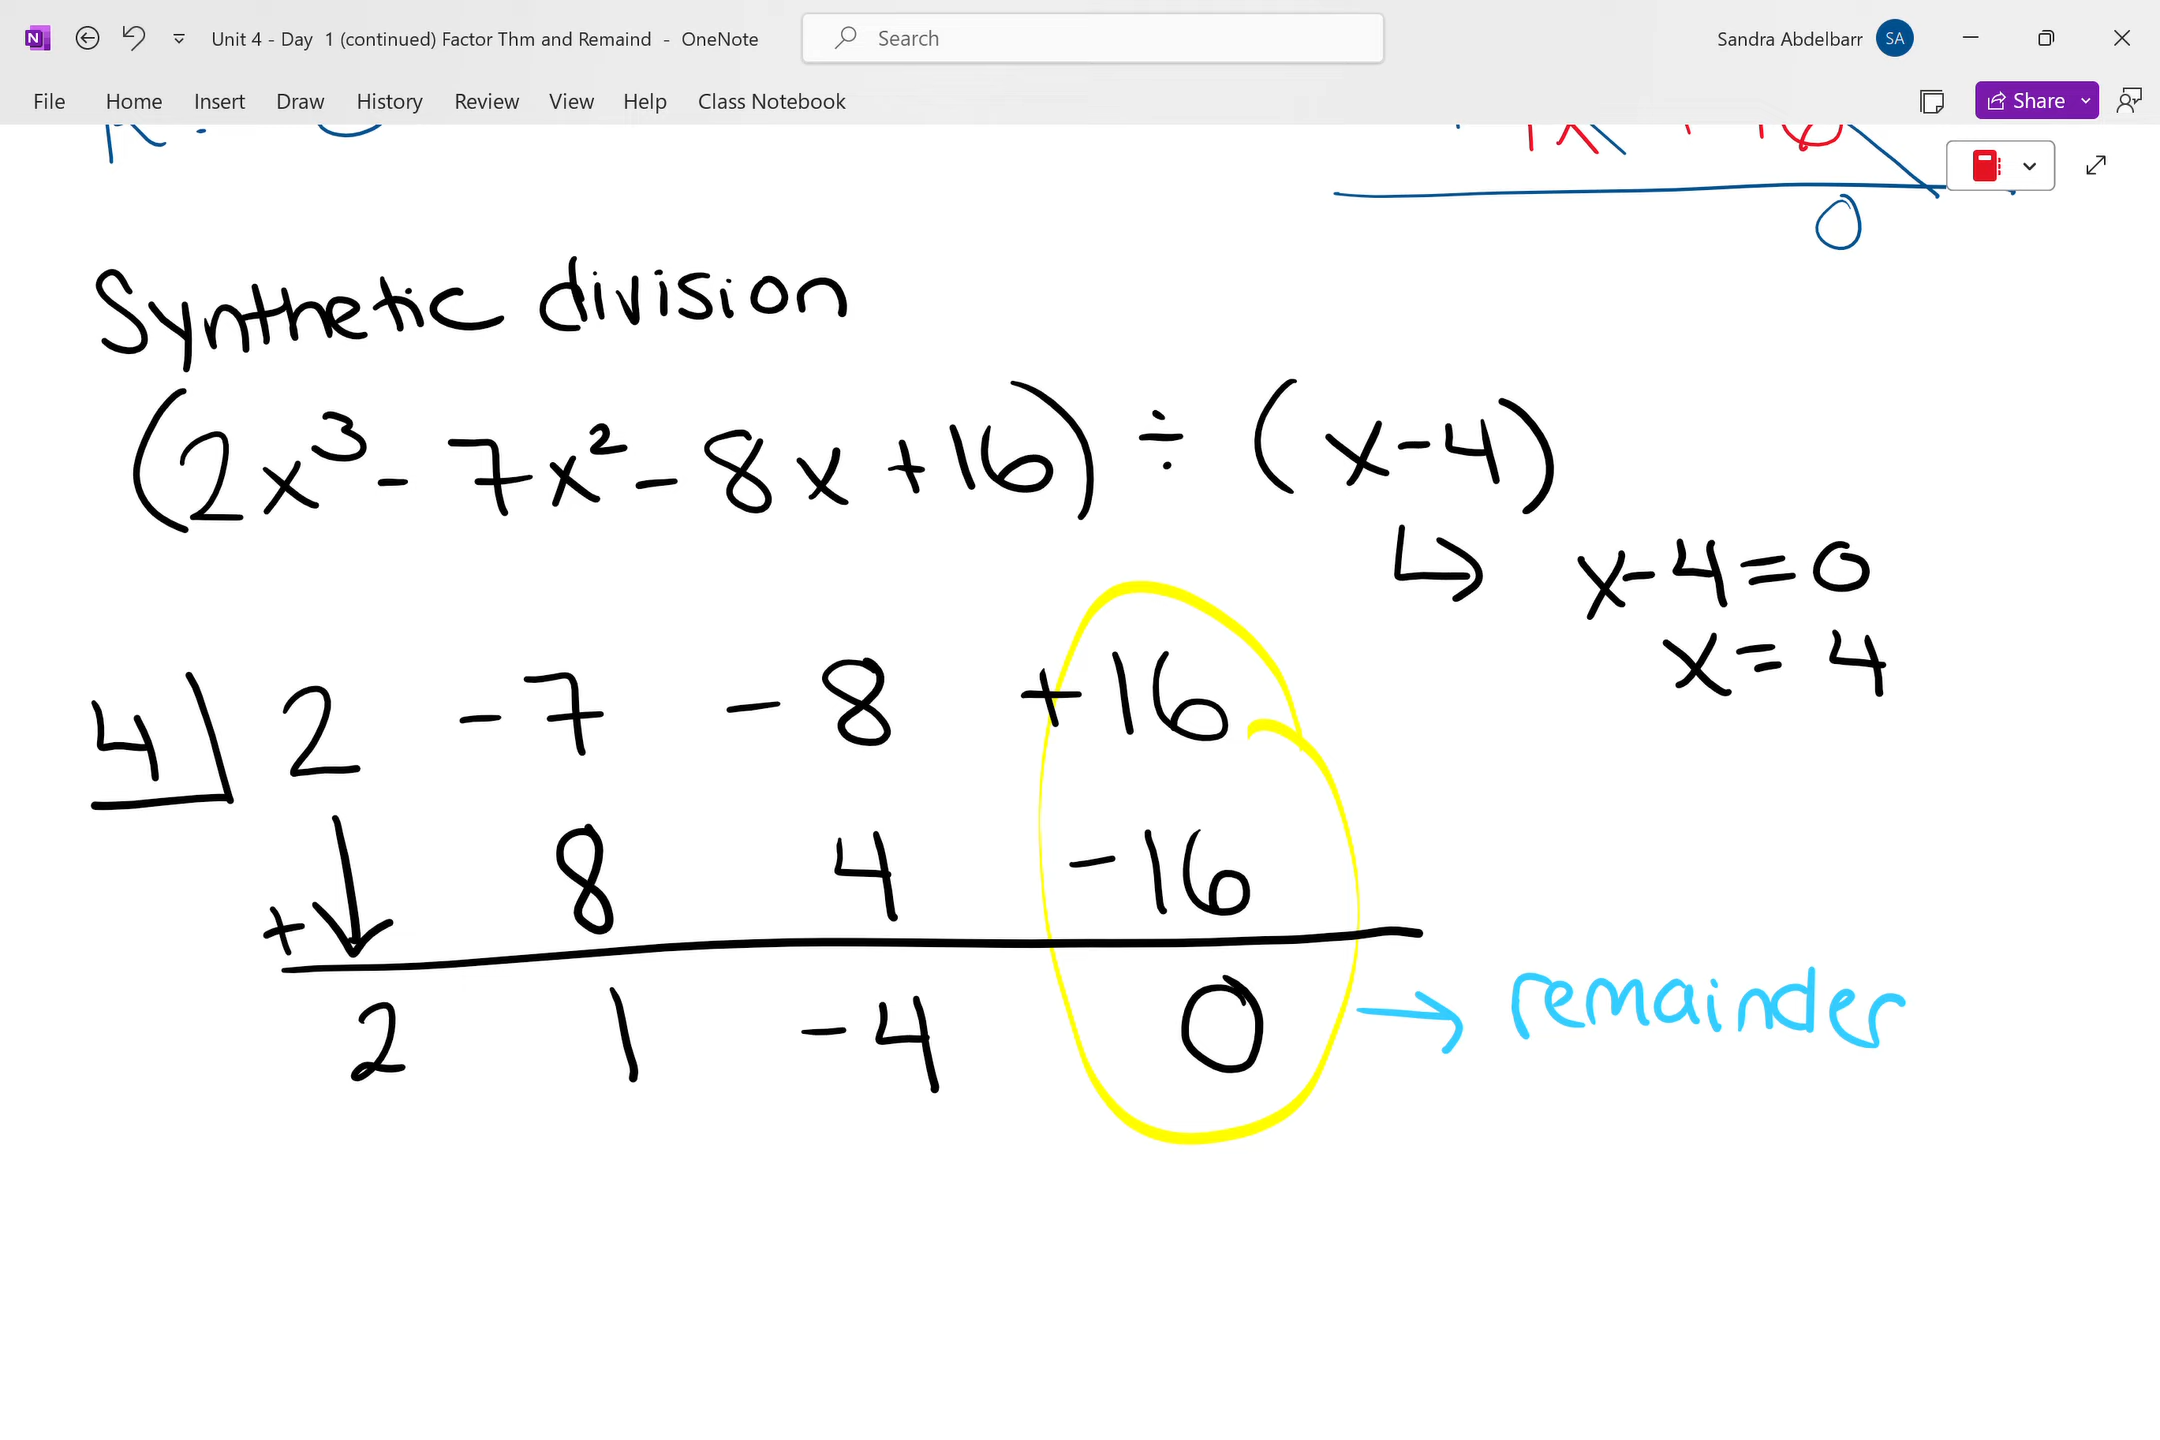 Unit 4 - Day 1 (continued) Factor Thm and Remaind - OneNote
Search
Sandra Abdelbarr SA
File Home Insert Draw History Review View Help Class Notebook
Share
0
Synthetic division
(2x³ - 7x² - 8x + 16) ÷ (x - 4)
↳ x - 4 = 0
x = 4
4 | 2 - 7 - 8 + 16
+ ↓ 8 4 - 16
2 1 - 4 0 → remainder